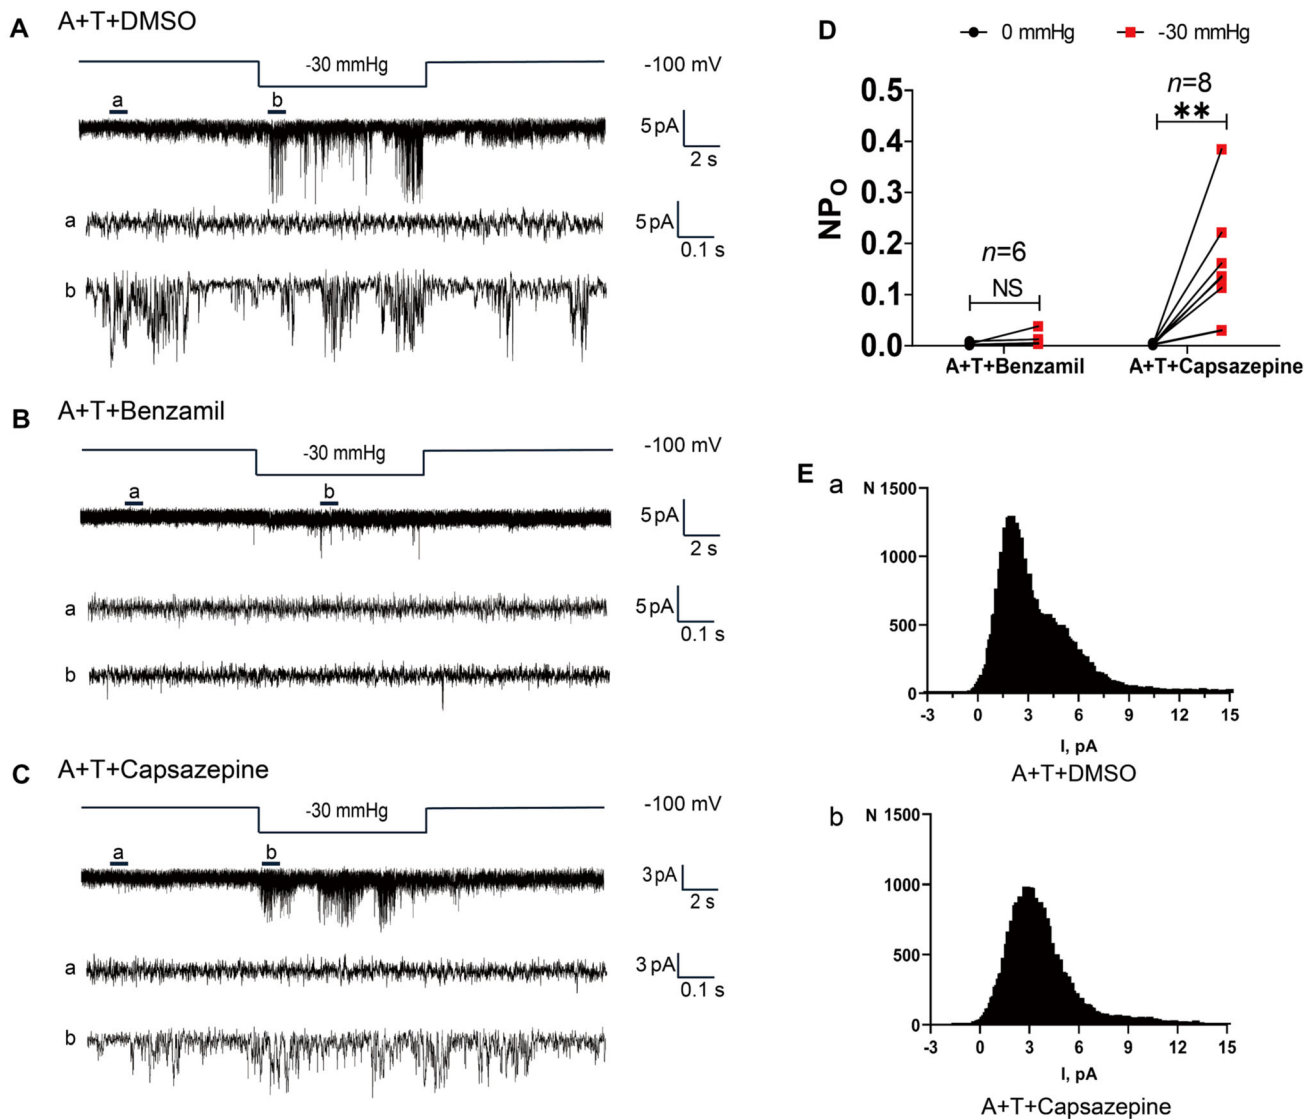 A A+T+DMSO
-30 mmHg
-100 mV
a
b
5 pA
2 s
a
5 pA
0.1 s
b
B A+T+Benzamil
-30 mmHg
-100 mV
a
b
5 pA
2 s
a
5 pA
0.1 s
b
C A+T+Capsazepine
-30 mmHg
-100 mV
a
b
3 pA
2 s
a
3 pA
0.1 s
b
D
0 mmHg
-30 mmHg
NPO
0.5
0.4
0.3
0.2
0.1
0.0
n=6
NS
n=8
**
A+T+Benzamil
A+T+Capsazepine
E a
N 1500
1000
500
0
-3 0 3 6 9 12 15
I, pA
A+T+DMSO
b
N 1500
1000
500
0
-3 0 3 6 9 12 15
I, pA
A+T+Capsazepine